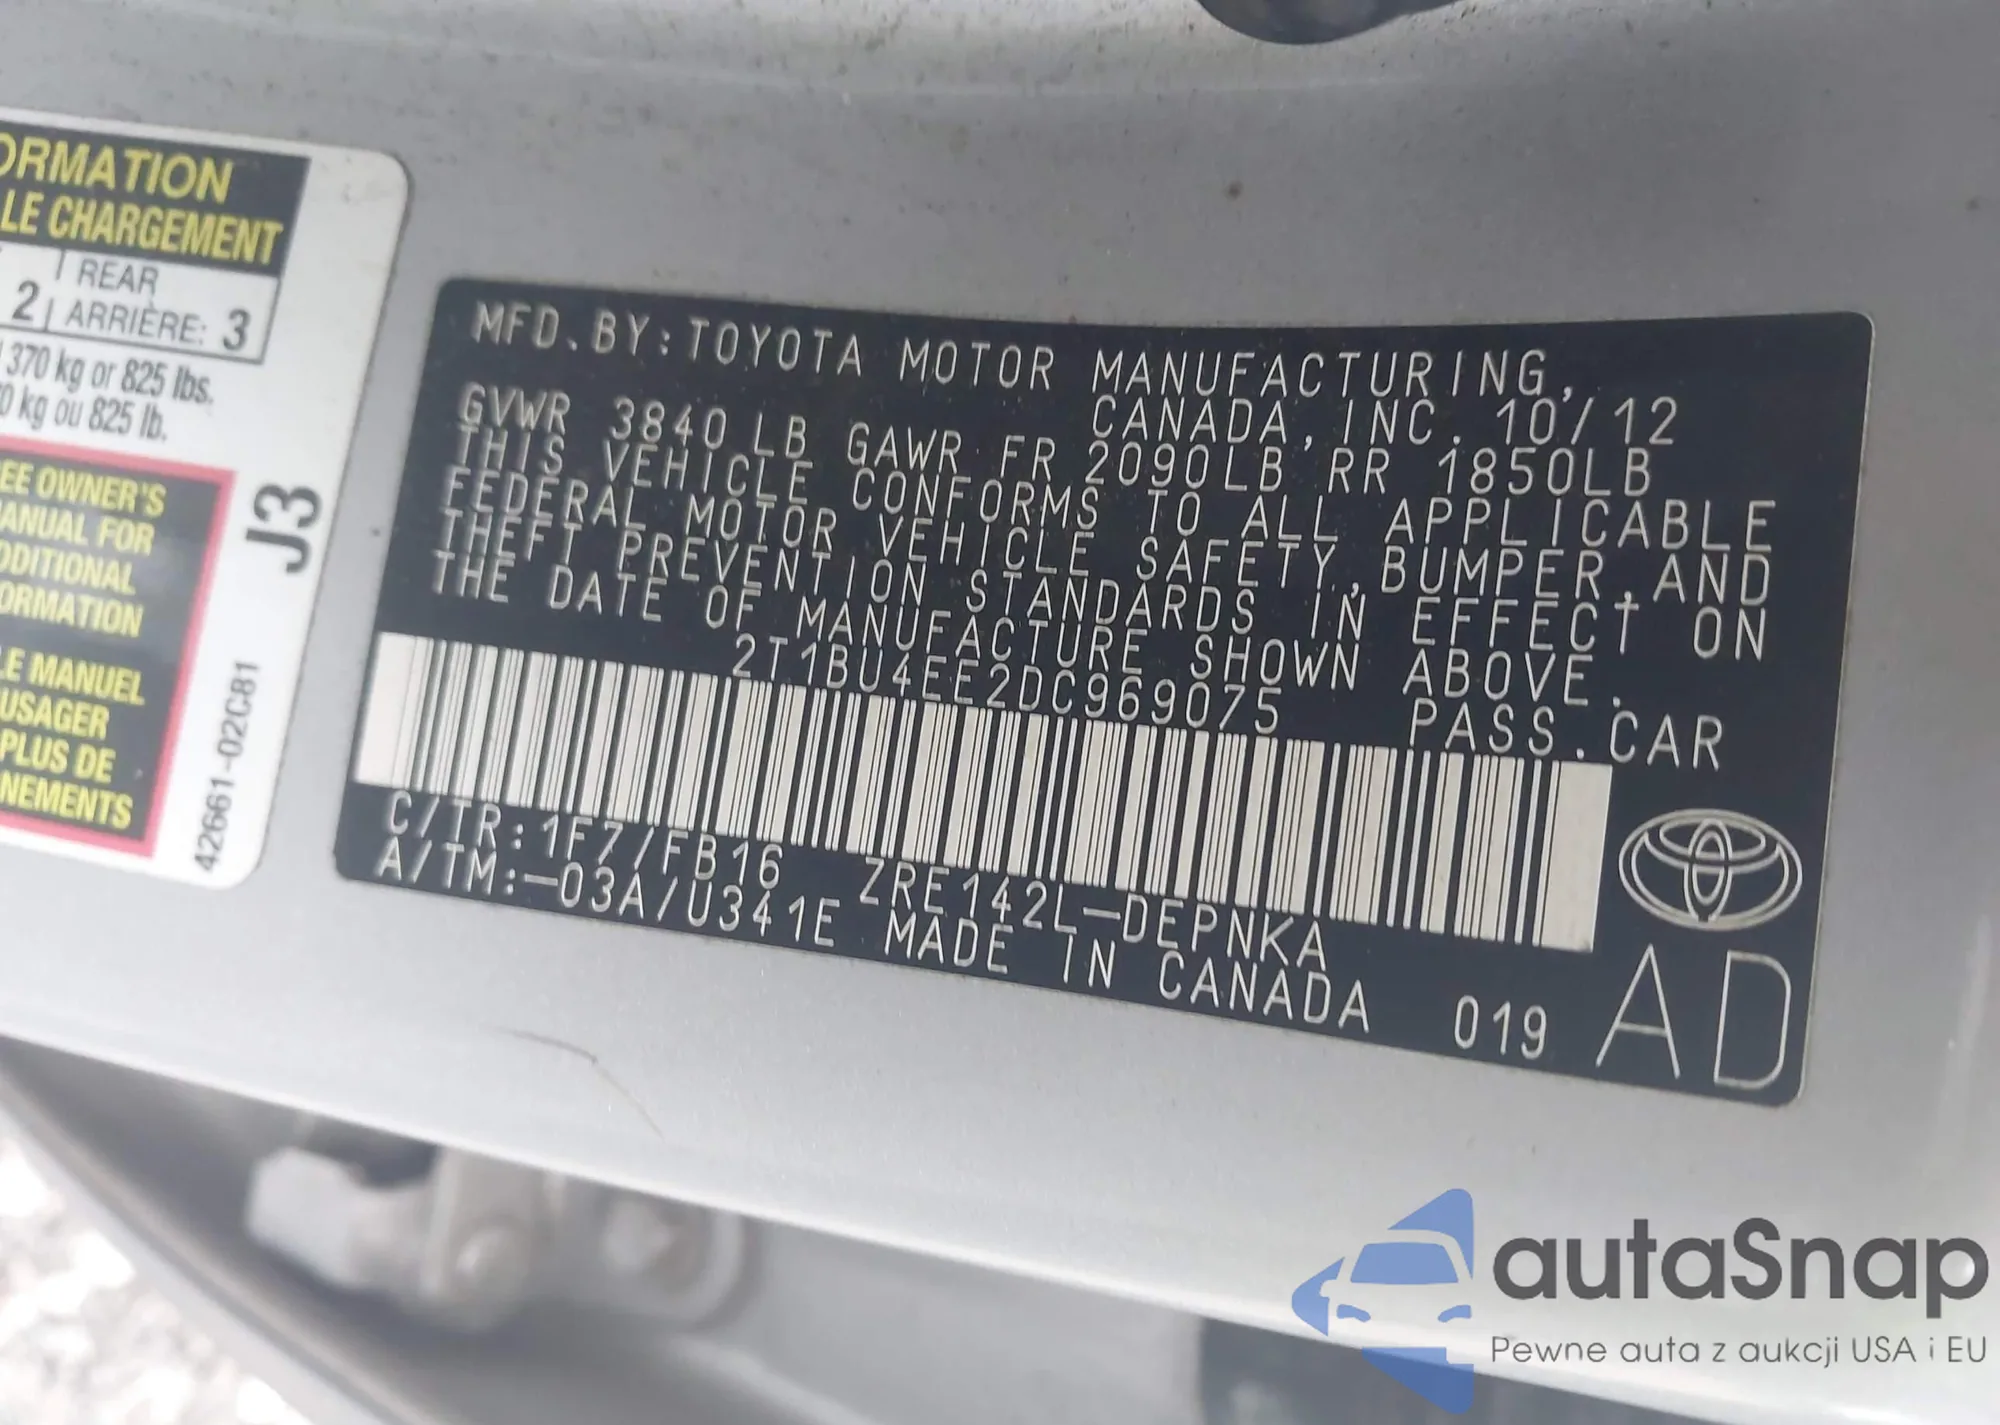 ORMATION
LE CHARGEMENT
2 REAR
ARRIÈRE: 3
370 kg or 825 lbs.
0 kg ou 825 lb.
EE OWNER'S
ANUAL FOR
DDITIONAL
ORMATION
LE MANUEL
USAGER
PLUS DE
NEMENTS
J3
42661-02C81
MFD.BY:TOYOTA MOTOR MANUFACTURING,
CANADA,INC. 10/12
GVWR 3840 LB GAWR FR 2090LB RR 1850LB
THIS VEHICLE CONFORMS TO ALL APPLICABLE
FEDERAL MOTOR VEHICLE SAFETY,BUMPER,AND
THEFT PREVENTION STANDARDS IN EFFECT ON
THE DATE OF MANUFACTURE SHOWN ABOVE.
2T1BU4EE2DC969075 PASS.CAR
C/TR:1F7/FB16 ZRE142L-DEPNKA
A/TM:-03A/U341E MADE IN CANADA 019
AD
autaSnap
Pewne auta z aukcji USA i EU